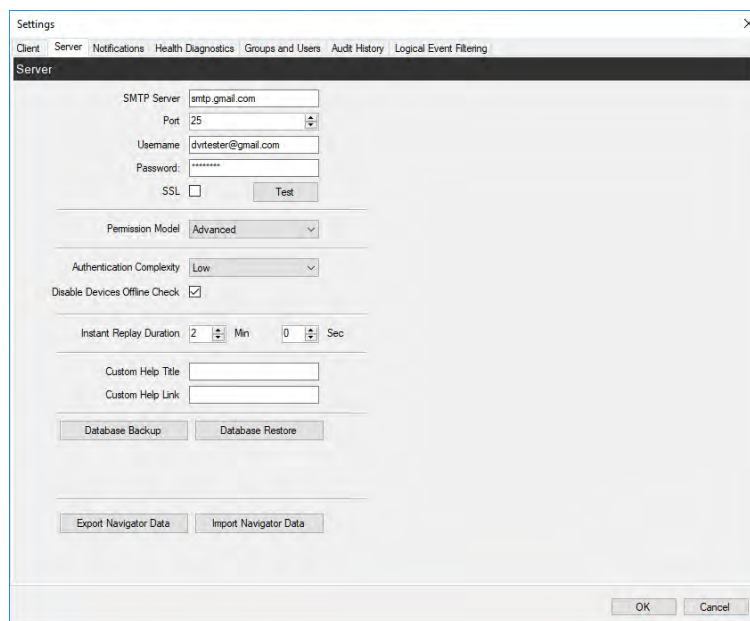 Settings
Client Server Notifications Health Diagnostics Groups and Users Audit History Logical Event Filtering
Server
SMTP Server smtp.gmail.com
Port 25
Username dvrtester@gmail.com
Password: ********
SSL Test
Permission Model Advanced
Authentication Complexity Low
Disable Devices Offline Check
Instant Replay Duration 2 Min 0 Sec
Custom Help Title
Custom Help Link
Database Backup Database Restore
Export Navigator Data Import Navigator Data
OK Cancel